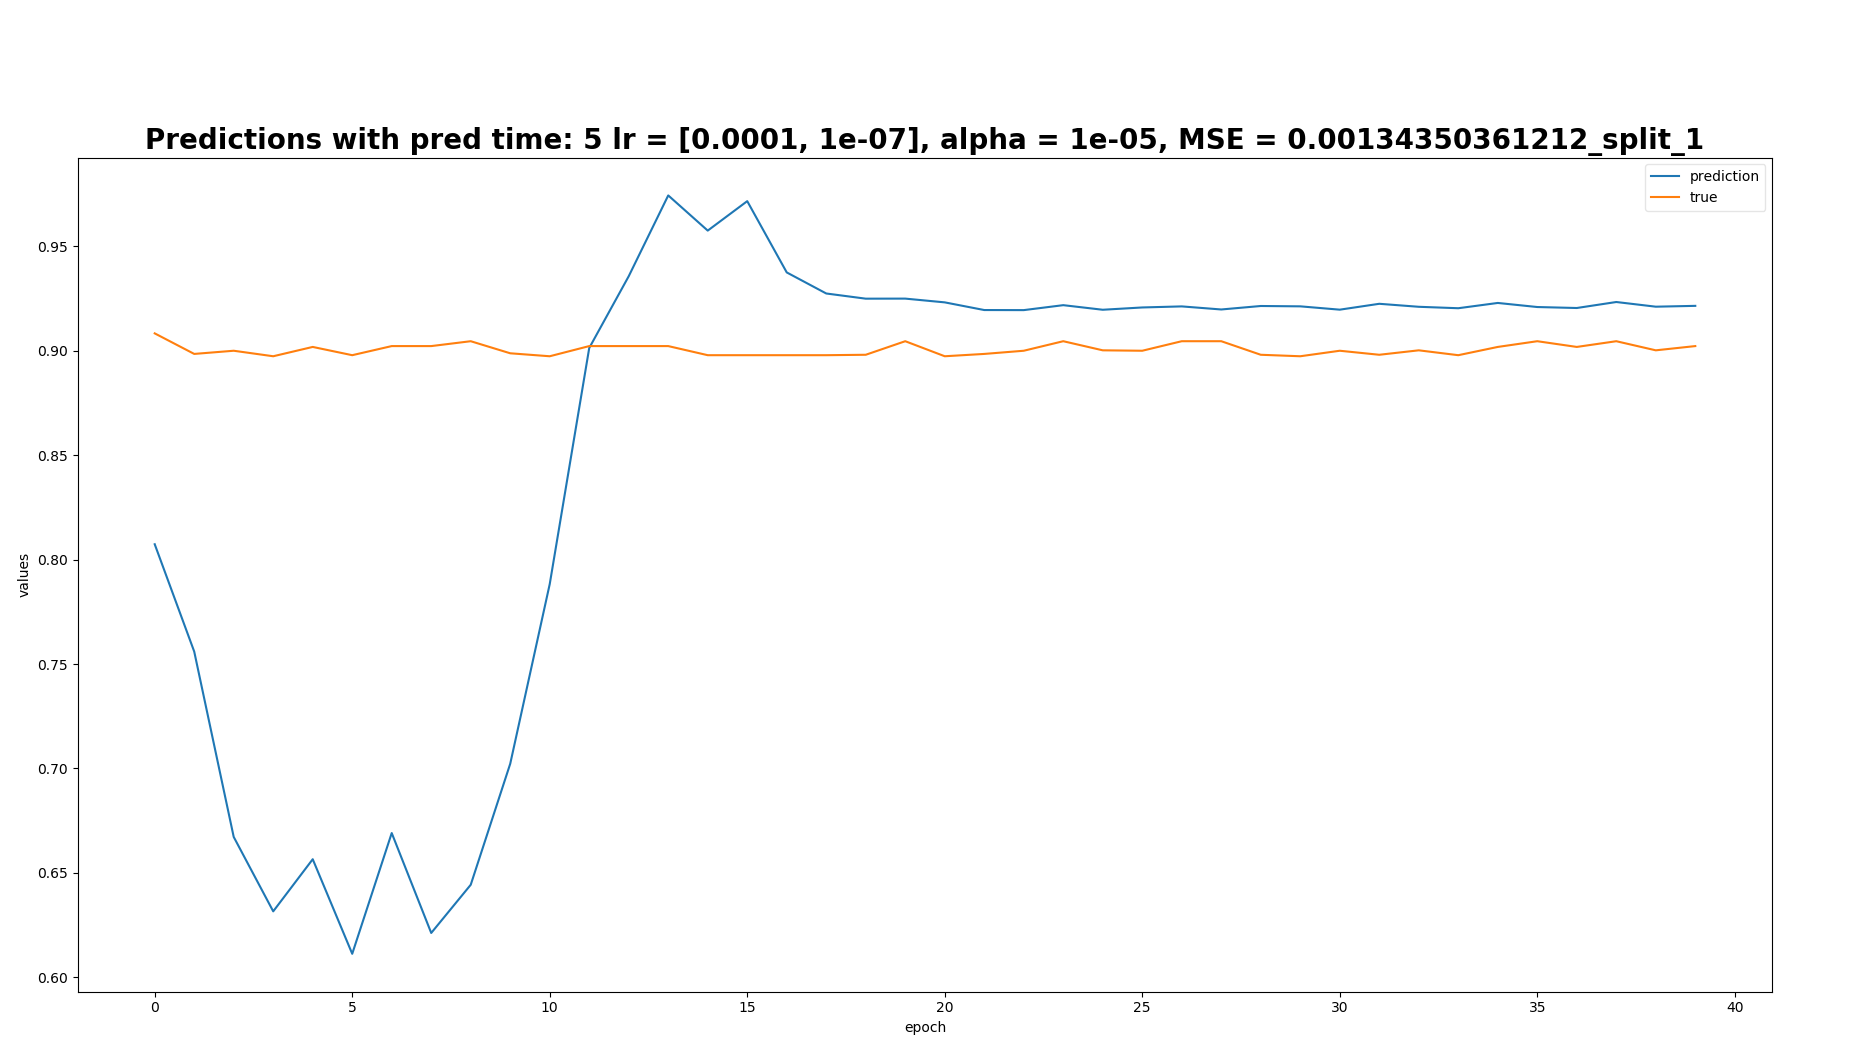 Predictions with pred time: 5 lr = [0.0001, 1e-07], alpha = 1e-05, MSE = 0.00134350361212_split_1
prediction
true
0.95
0.90
0.85
0.80
0.75
0.70
0.65
0.60
values
0 5 10 15 20 25 30 35 40
epoch